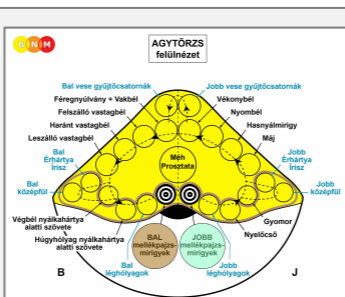 GNM
AGYTÖRZS
felülnézet
Bal vese gyűjtőcsatornák
Jobb vese gyűjtőcsatornák
Féregnyúlvány + Vakbél
Vékonybél
Felszálló vastagbél
Nyombél
Haránt vastagbél
Hasnyálmirigy
Leszálló vastagbél
Máj
Bal
Érhártya
Írisz
Méh
Prosztata
Jobb
Érhártya
Írisz
Bal
középfül
Jobb
középfül
Végbél nyálkahártya
alatti szövete
Gyomor
Nyelőcső
Húgyhólyag nyálkahártya
alatti szövete
BAL
mellékpajzs-
mirigyek
JOBB
mellékpajzs-
mirigyek
Bal
léghólyagok
Jobb
léghólyagok
B
J